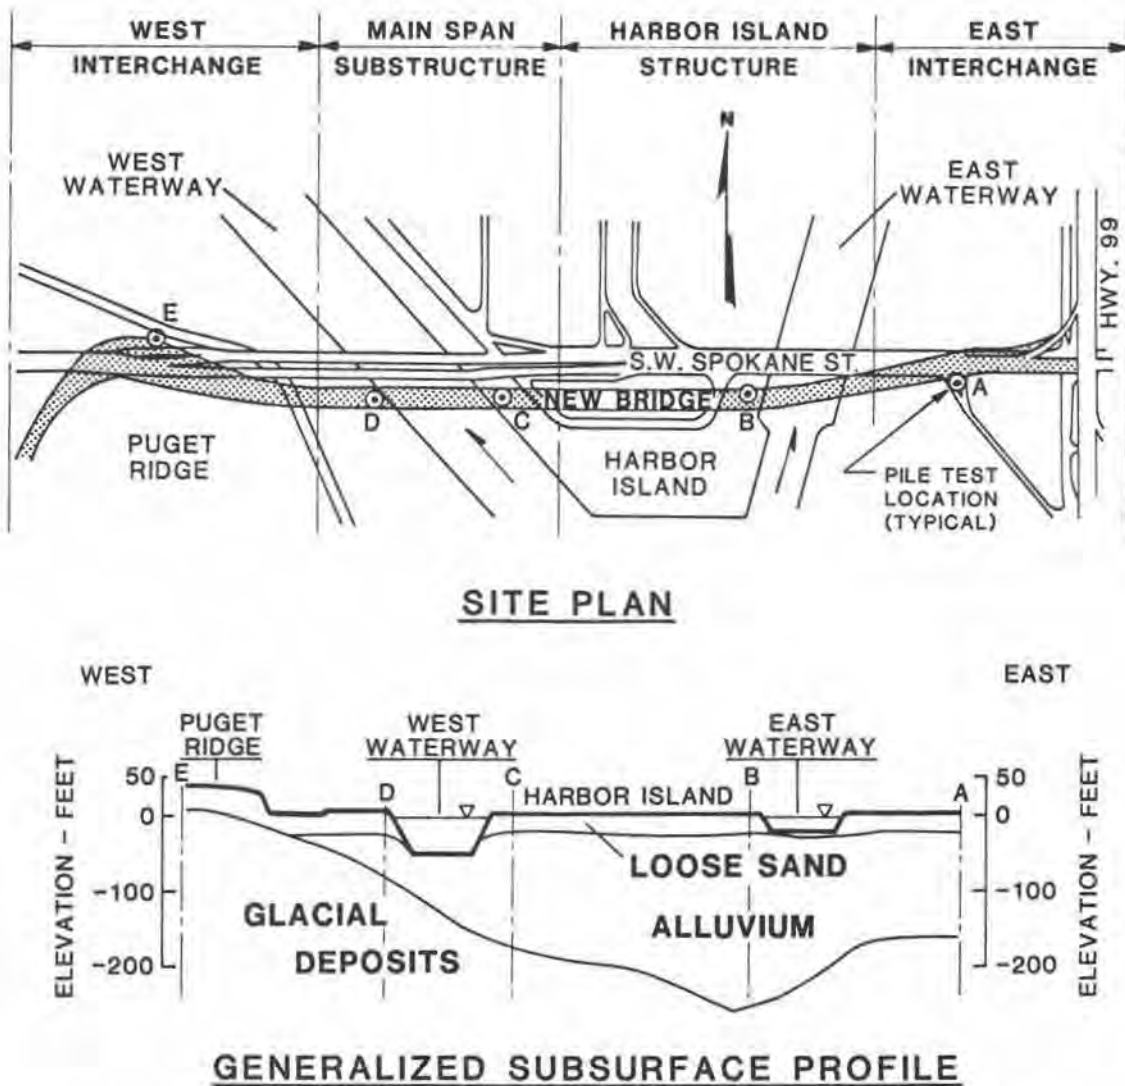 WEST
INTERCHANGE
MAIN SPAN
SUBSTRUCTURE
HARBOR ISLAND
STRUCTURE
EAST
INTERCHANGE
N
WEST
WATERWAY
EAST
WATERWAY
HWY. 99
E
S.W. SPOKANE ST.
NEW BRIDGE
A
D
C
B
PUGET
RIDGE
HARBOR
ISLAND
PILE TEST
LOCATION
(TYPICAL)
SITE PLAN
WEST
EAST
PUGET
RIDGE
WEST
WATERWAY
EAST
WATERWAY
50
E
D
C
HARBOR ISLAND
B
A
50
0
0
LOOSE SAND
-100
-100
GLACIAL
DEPOSITS
ALLUVIUM
-200
-200
ELEVATION - FEET
ELEVATION - FEET
GENERALIZED SUBSURFACE PROFILE